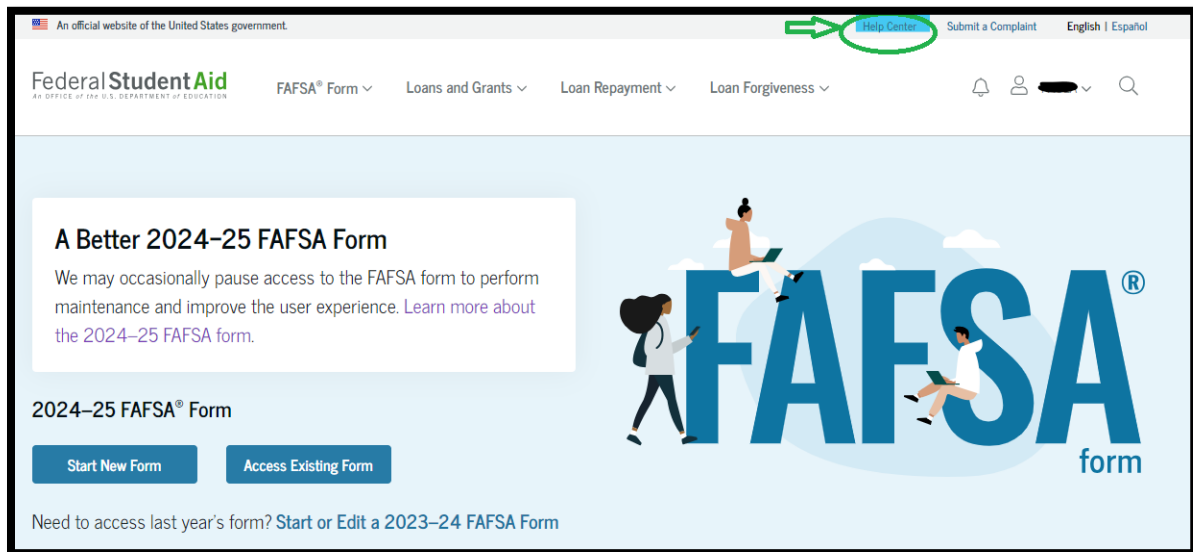 An official website of the United States government.
Help Center Submit a Complaint English | Español
Federal Student Aid
An OFFICE of the U.S. DEPARTMENT of EDUCATION
FAFSA® Form Loans and Grants Loan Repayment Loan Forgiveness
A Better 2024–25 FAFSA Form
We may occasionally pause access to the FAFSA form to perform
maintenance and improve the user experience. Learn more about
the 2024–25 FAFSA form.
FAFSA®
form
2024–25 FAFSA® Form
Start New Form Access Existing Form
Need to access last year's form? Start or Edit a 2023–24 FAFSA Form